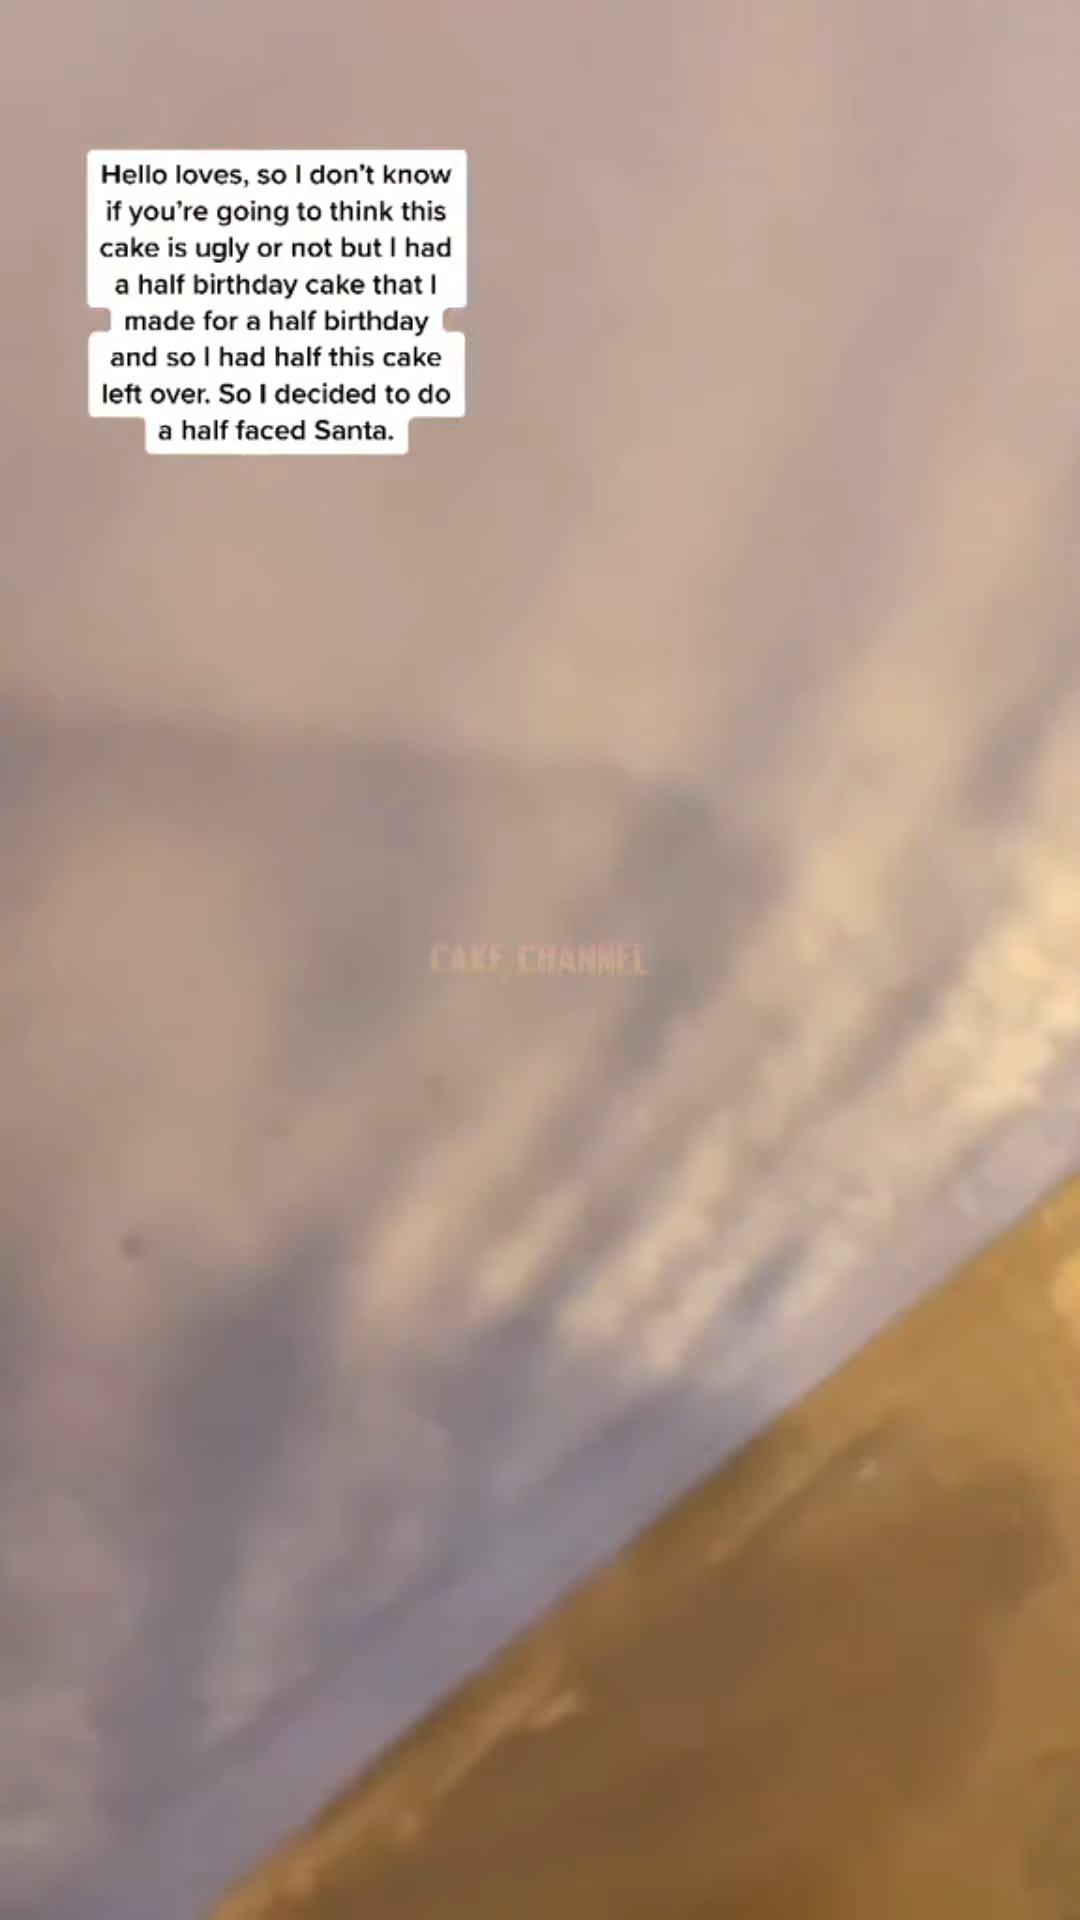 Hello loves, so I don’t know
if you’re going to think this
cake is ugly or not but I had
a half birthday cake that I
made for a half birthday
and so I had half this cake
left over. So I decided to do
a half faced Santa.
CAKE CHANNEL